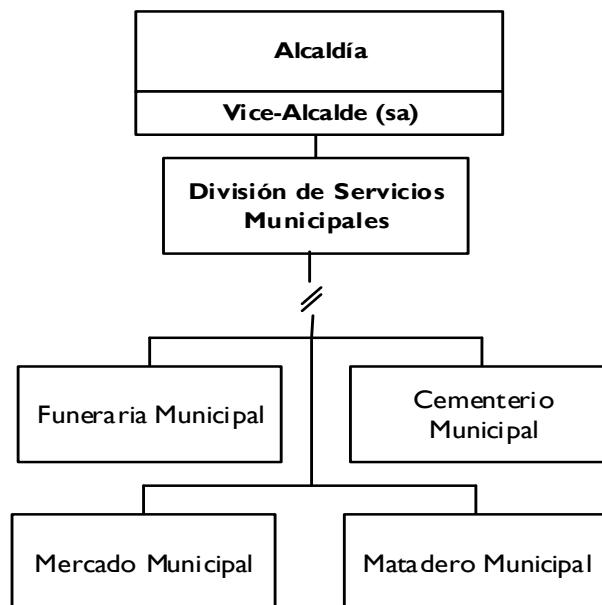 Alcaldía
Vice-Alcalde (sa)
División de Servicios
Municipales
Funeraria Municipal
Cementerio
Municipal
Mercado Municipal
Matadero Municipal